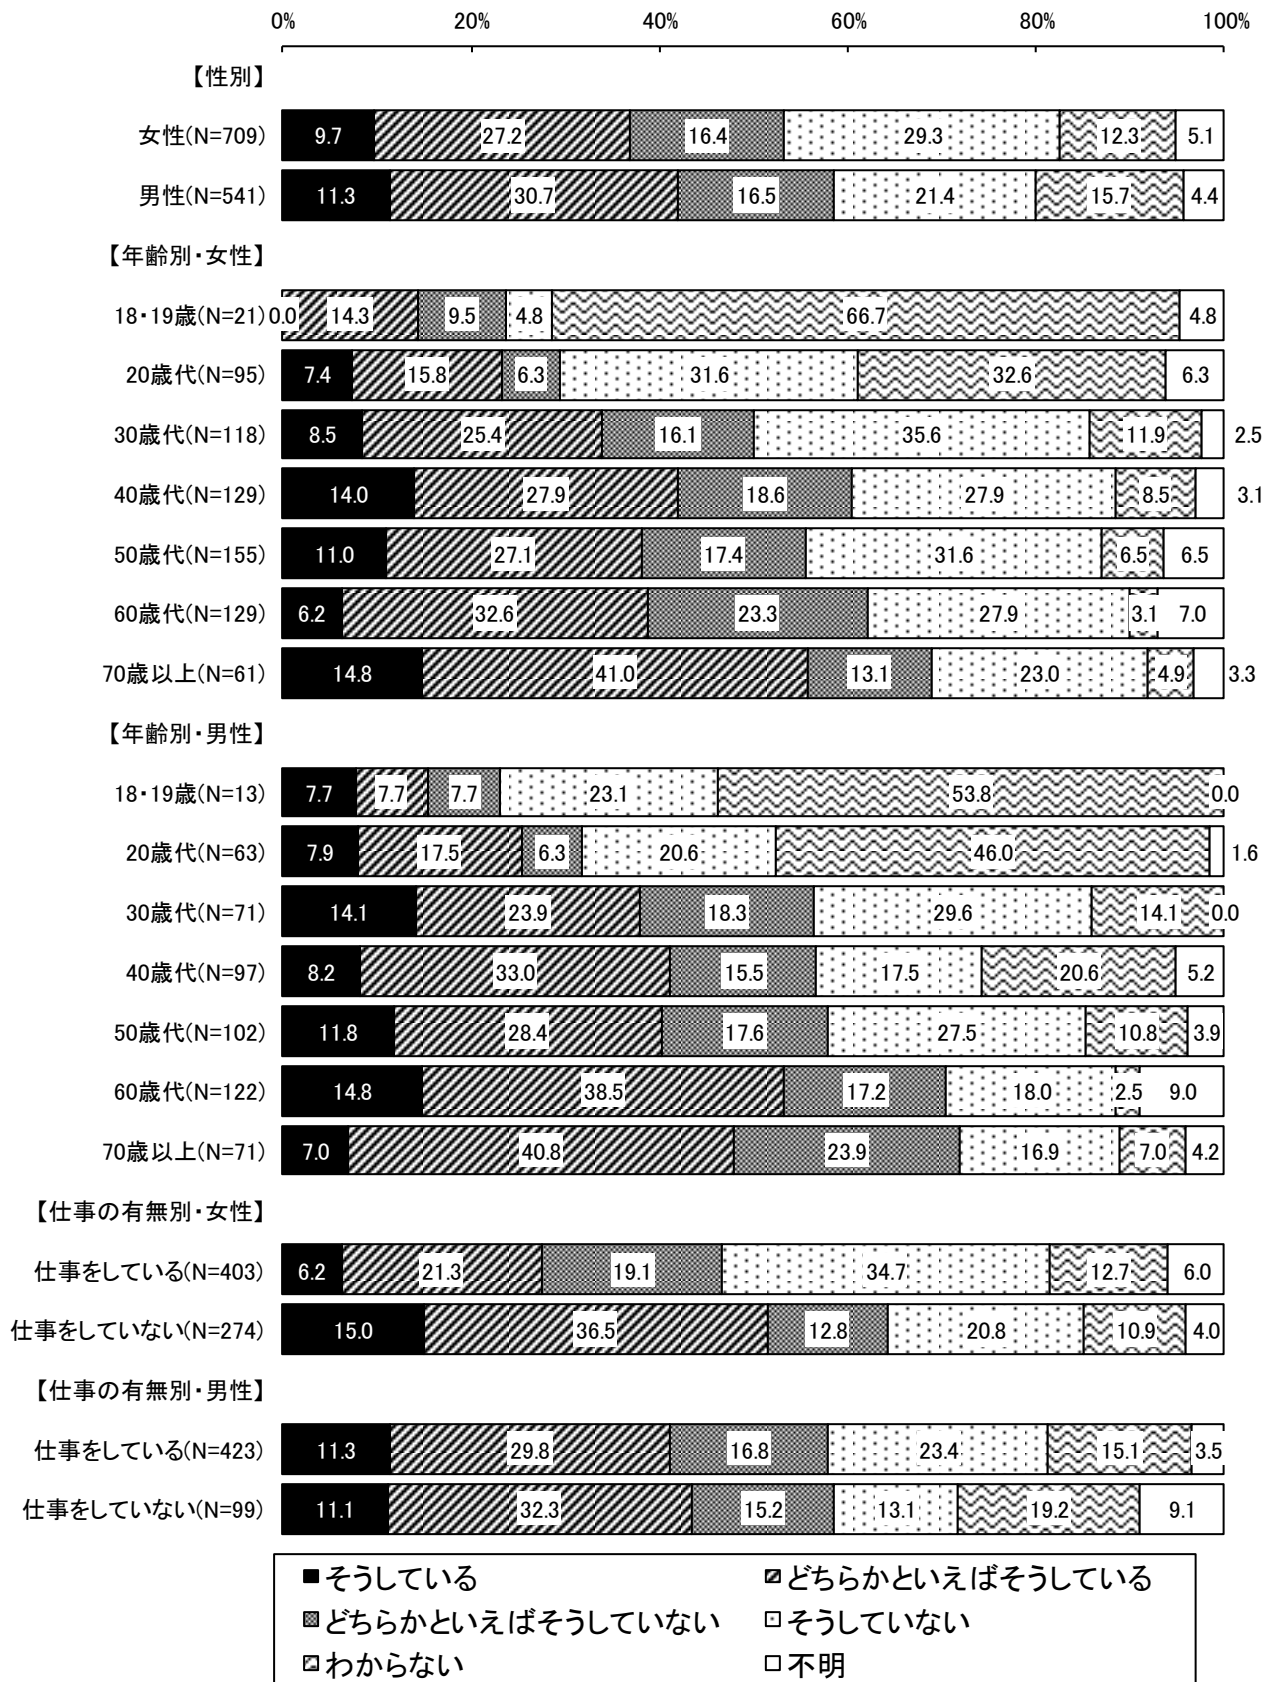 0% 20% 40% 60% 80% 100%
【性別】
女性(N=709) 9.7 27.2 16.4 29.3 12.3 5.1
男性(N=541) 11.3 30.7 16.5 21.4 15.7 4.4
【年齢別・女性】
18・19歳(N=21) 0.0 14.3 9.5 4.8 66.7 4.8
20歳代(N=95) 7.4 15.8 6.3 31.6 32.6 6.3
30歳代(N=118) 8.5 25.4 16.1 35.6 11.9 2.5
40歳代(N=129) 14.0 27.9 18.6 27.9 8.5 3.1
50歳代(N=155) 11.0 27.1 17.4 31.6 6.5 6.5
60歳代(N=129) 6.2 32.6 23.3 27.9 3.1 7.0
70歳以上(N=61) 14.8 41.0 13.1 23.0 4.9 3.3
【年齢別・男性】
18・19歳(N=13) 7.7 7.7 7.7 23.1 53.8 0.0
20歳代(N=63) 7.9 17.5 6.3 20.6 46.0 1.6
30歳代(N=71) 14.1 23.9 18.3 29.6 14.1 0.0
40歳代(N=97) 8.2 33.0 15.5 17.5 20.6 5.2
50歳代(N=102) 11.8 28.4 17.6 27.5 10.8 3.9
60歳代(N=122) 14.8 38.5 17.2 18.0 2.5 9.0
70歳以上(N=71) 7.0 40.8 23.9 16.9 7.0 4.2
【仕事の有無別・女性】
仕事をしている(N=403) 6.2 21.3 19.1 34.7 12.7 6.0
仕事をしていない(N=274) 15.0 36.5 12.8 20.8 10.9 4.0
【仕事の有無別・男性】
仕事をしている(N=423) 11.3 29.8 16.8 23.4 15.1 3.5
仕事をしていない(N=99) 11.1 32.3 15.2 13.1 19.2 9.1
そうしている どちらかといえばそうしている
どちらかといえばそうしていない そうしていない
わからない 不明